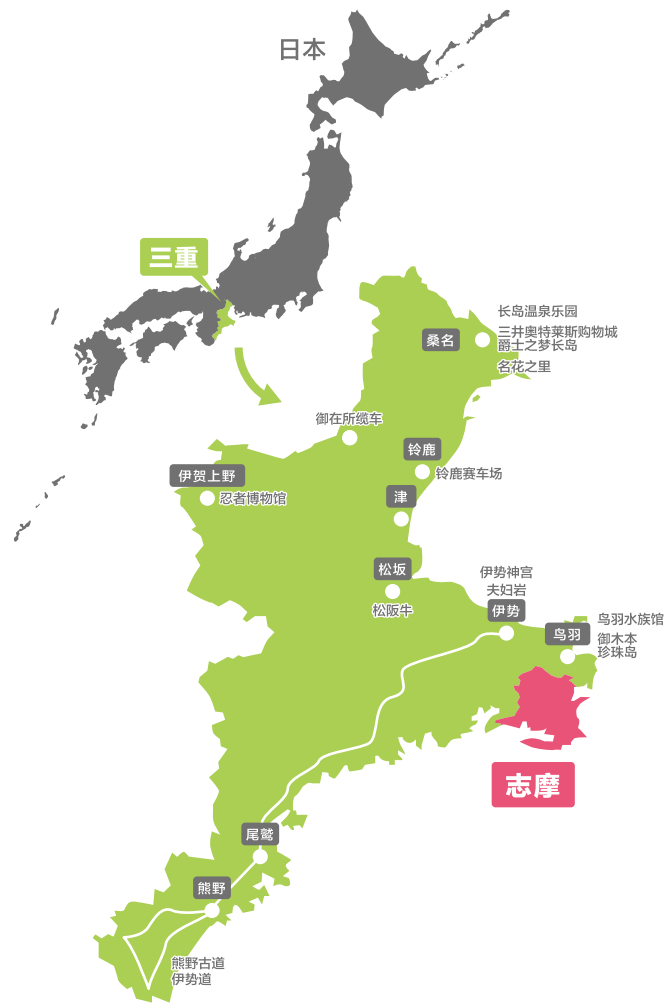 日本
三重
长岛温泉乐园
三井奥特莱斯购物城
爵士之梦长岛
桑名
名花之里
御在所缆车
铃鹿
铃鹿赛车场
伊贺上野
忍者博物馆
津
松坂
松阪牛
伊势神宫
夫妇岩
伊势
鸟羽水族馆
鸟羽
御木本
珍珠岛
志摩
尾鹫
熊野
熊野古道
伊势道